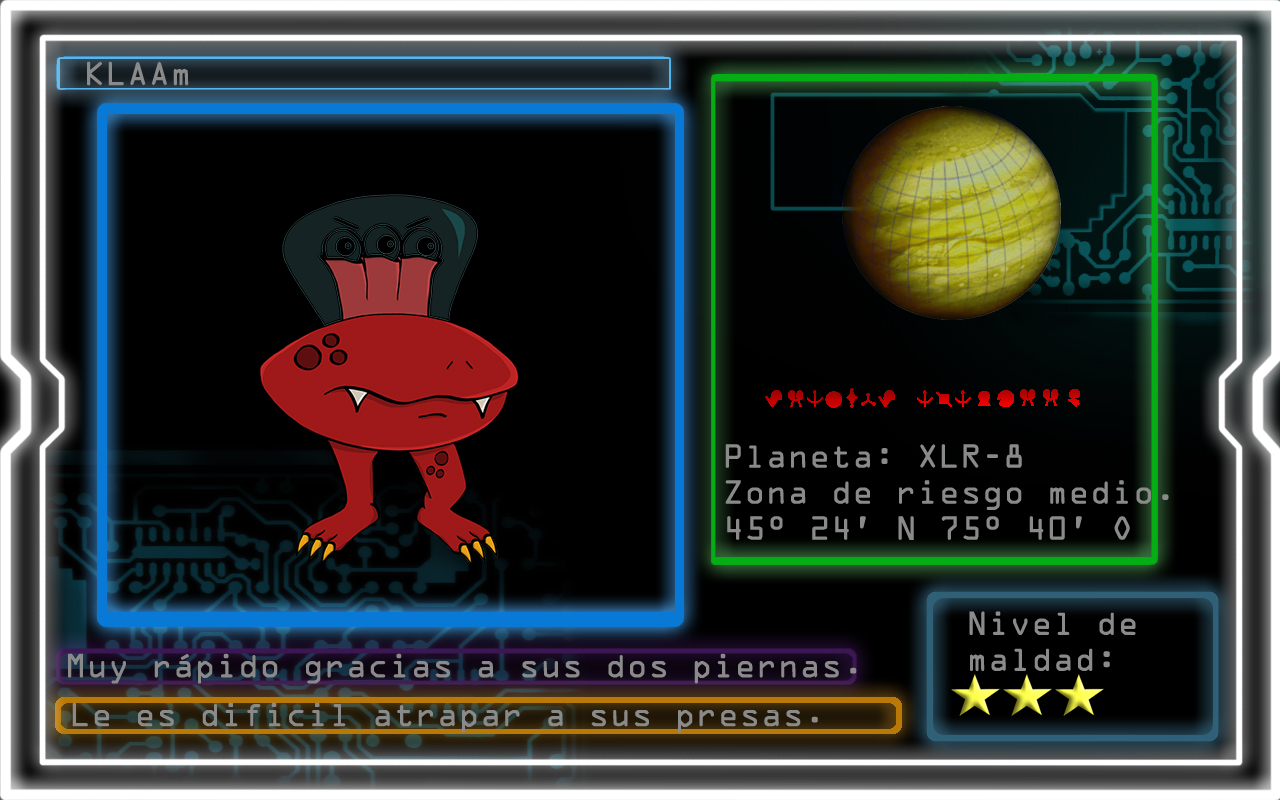 KLAAm
Planeta: XLR-8
Zona de riesgo medio.
45º 24' N 75º 40' O
Nivel de
maldad:
Muy rápido gracias a sus dos piernas.
Le es dificil atrapar a sus presas.